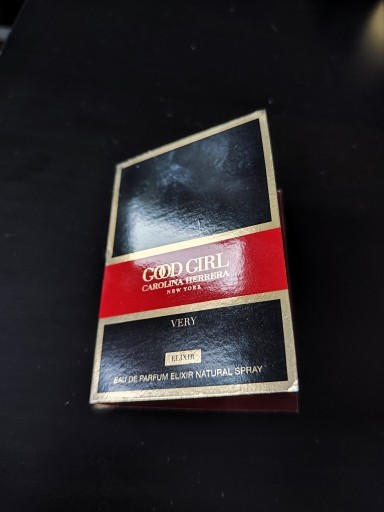 GOOD GIRL
CAROLINA HERRERA
NEW YORK
VERY
ELIXIR
EAU DE PARFUM ELIXIR NATURAL SPRAY